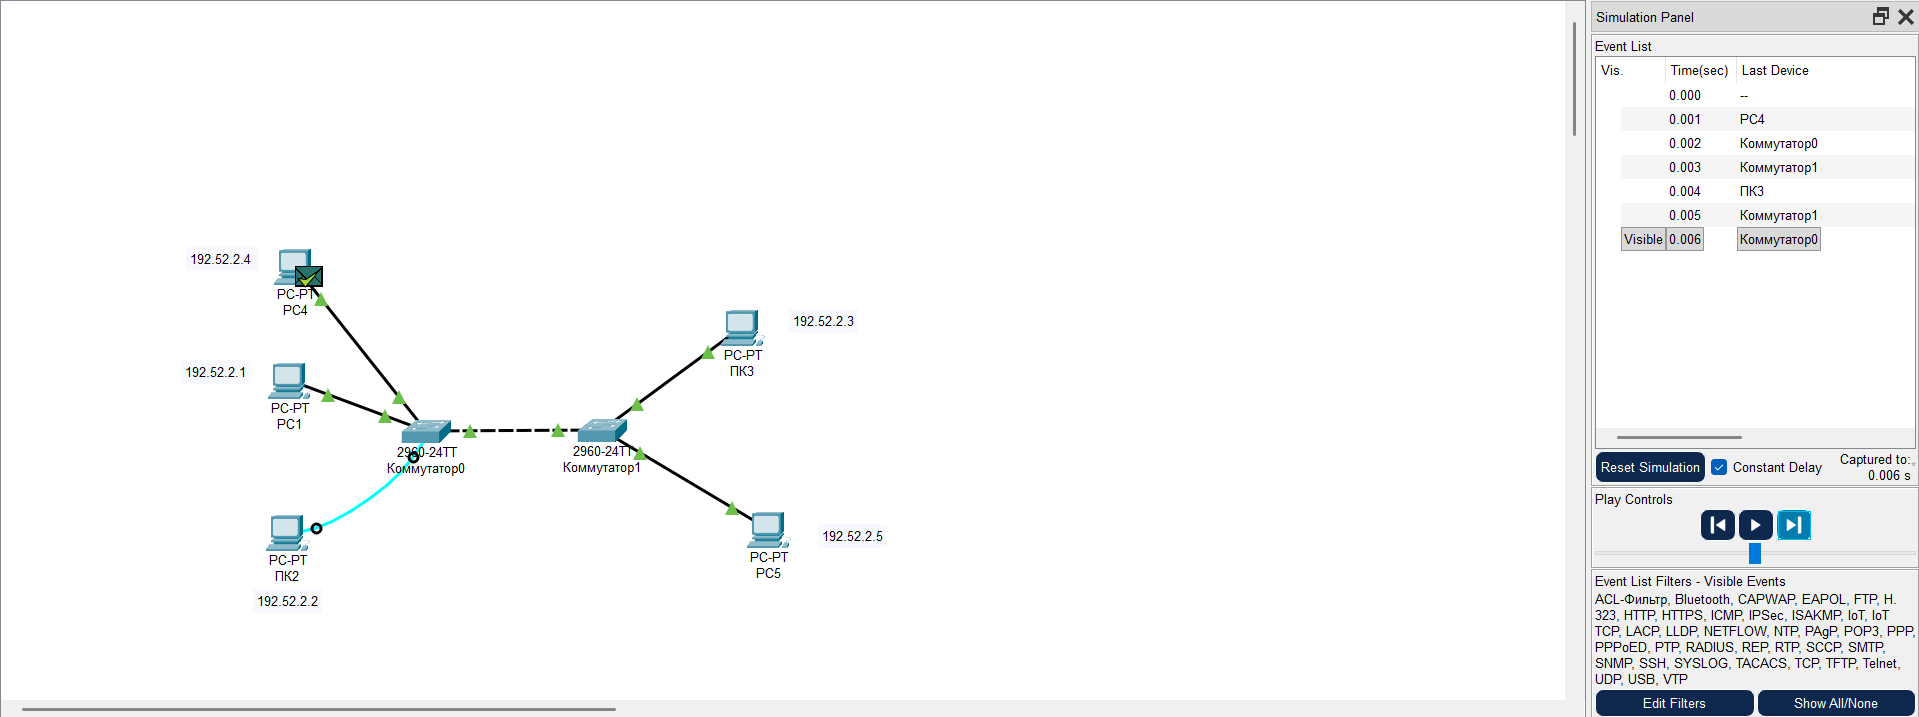 192.52.2.4
PC-PT
PC4
192.52.2.1
PC-PT
PC1
2960-24TT
Коммутатор0
PC-PT
ПК2
192.52.2.2
2960-24TT
Коммутатор1
192.52.2.3
PC-PT
ПК3
192.52.2.5
PC-PT
PC5
Simulation Panel
Event List
Vis. Time(sec) Last Device
0.000 --
0.001 PC4
0.002 Коммутатор0
0.003 Коммутатор1
0.004 ПК3
0.005 Коммутатор1
Visible 0.006 Коммутатор0
Reset Simulation Constant Delay Captured to:
0.006 s
Play Controls
Event List Filters - Visible Events
ACL-Фильтр, Bluetooth, CAPWAP, EAPOL, FTP, H.
323, HTTP, HTTPS, ICMP, IPSec, ISAKMP, IoT, IoT
TCP, LACP, LLDP, NETFLOW, NTP, PAgP, POP3, PPP,
PPPoED, PTP, RADIUS, REP, RTP, SCCP, SMTP,
SNMP, SSH, SYSLOG, TACACS, TCP, TFTP, Telnet,
UDP, USB, VTP
Edit Filters Show All/None